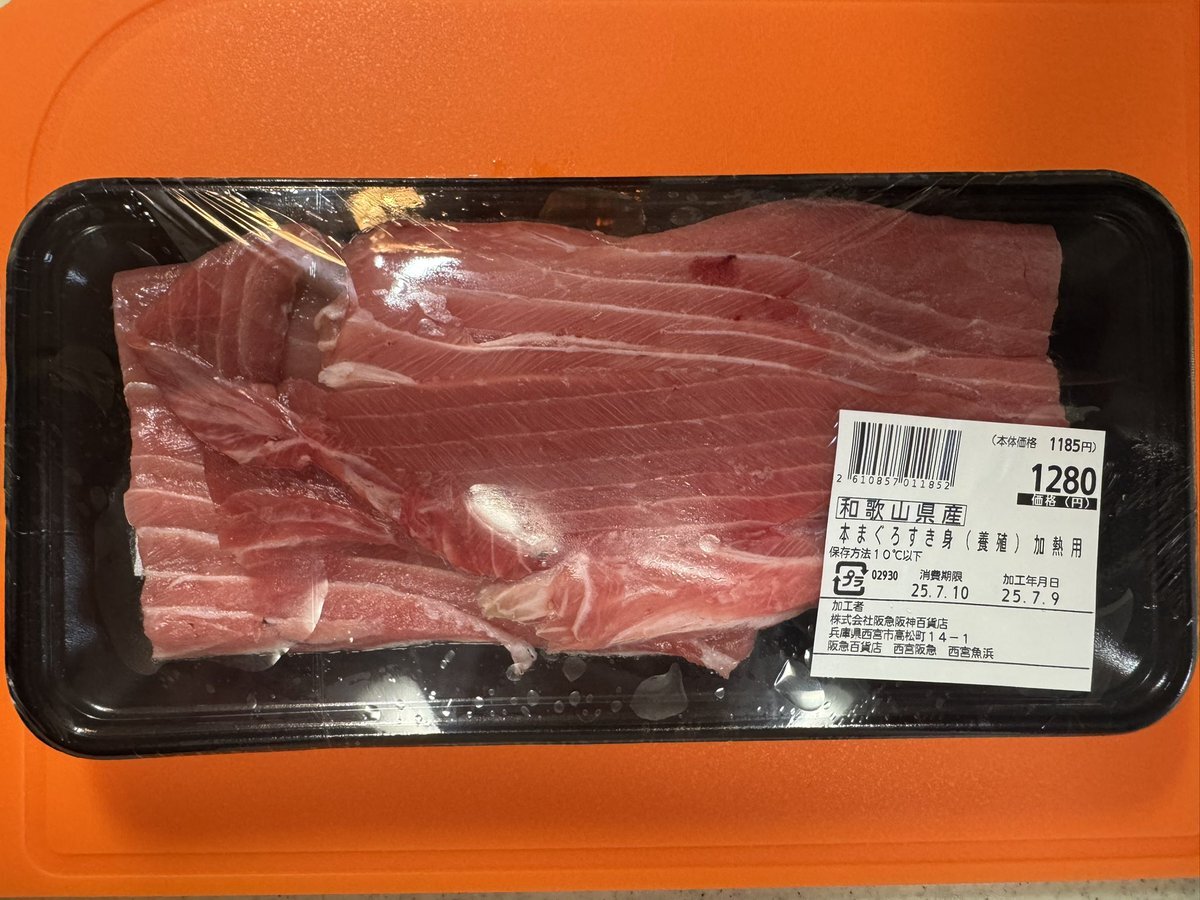 (本体価格 1185円)
1280
価格(円)
2 610857 011852
和歌山県産
本まぐろすき身(養殖)加熱用
保存方法10℃以下
プラ 02930 消費期限 加工年月日
25.7.10 25.7.9
加工者
株式会社阪急阪神百貨店
兵庫県西宮市高松町14-1
阪急百貨店 西宮阪急 西宮魚浜